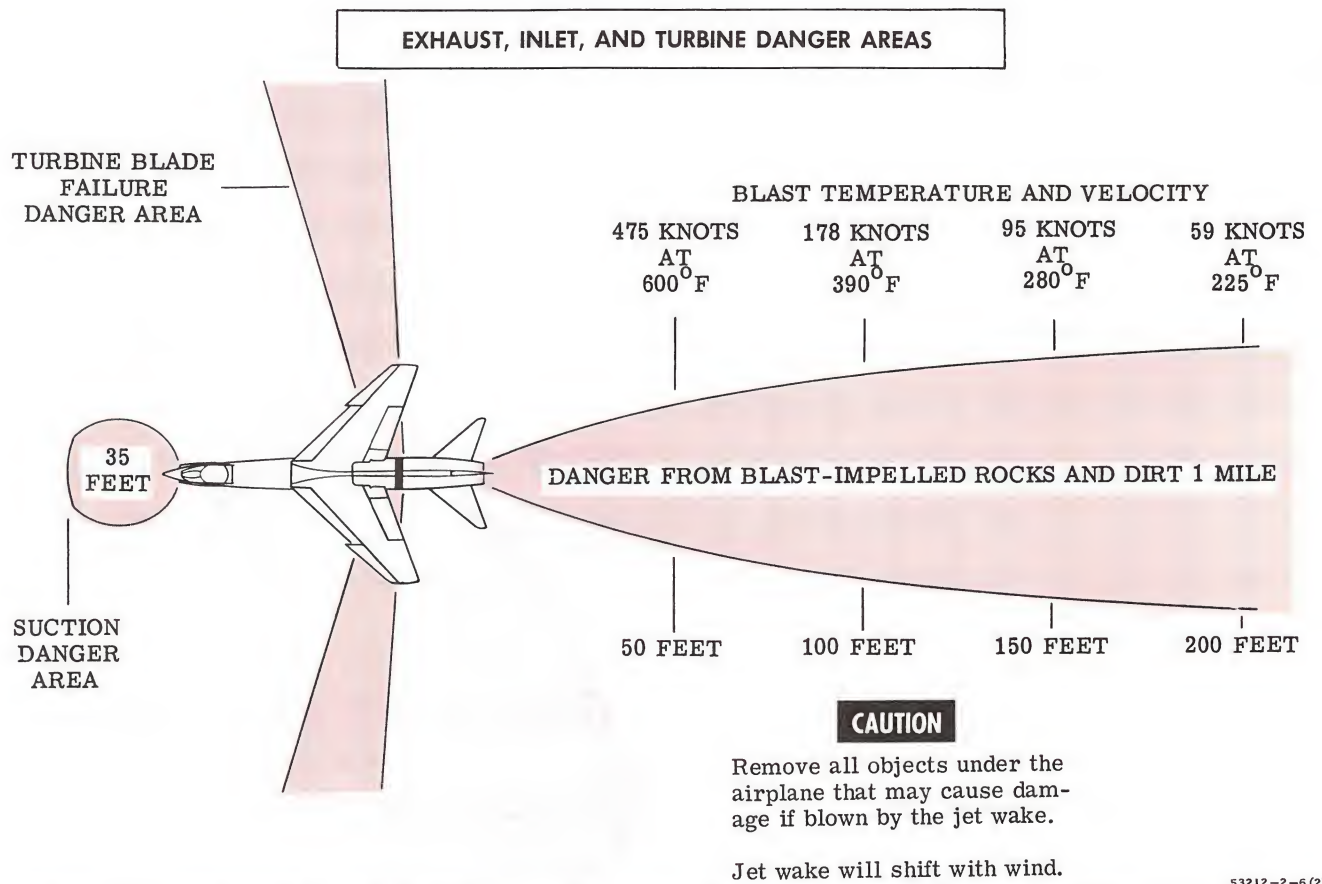 EXHAUST, INLET, AND TURBINE DANGER AREAS
TURBINE BLADE
FAILURE
DANGER AREA
BLAST TEMPERATURE AND VELOCITY
475 KNOTS
AT
600°F
178 KNOTS
AT
390°F
95 KNOTS
AT
280°F
59 KNOTS
AT
225°F
35
FEET
DANGER FROM BLAST-IMPELLED ROCKS AND DIRT 1 MILE
SUCTION
DANGER
AREA
50 FEET
100 FEET
150 FEET
200 FEET
CAUTION
Remove all objects under the
airplane that may cause dam-
age if blown by the jet wake.
Jet wake will shift with wind.